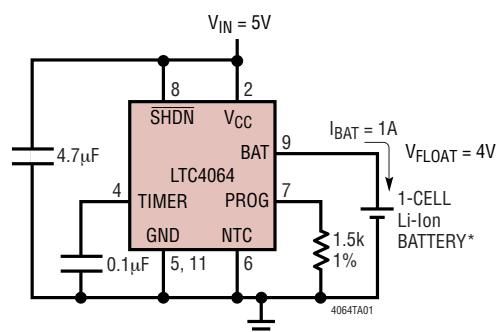 V_IN = 5V
8
2
SHDN
V_CC
9
I_BAT = 1A
V_FLOAT = 4V
4.7µF
BAT
LTC4064
4
7
TIMER
PROG
1-CELL
Li-Ion
BATTERY*
GND
NTC
1.5k
1%
0.1µF
5, 11
6
4064TA01